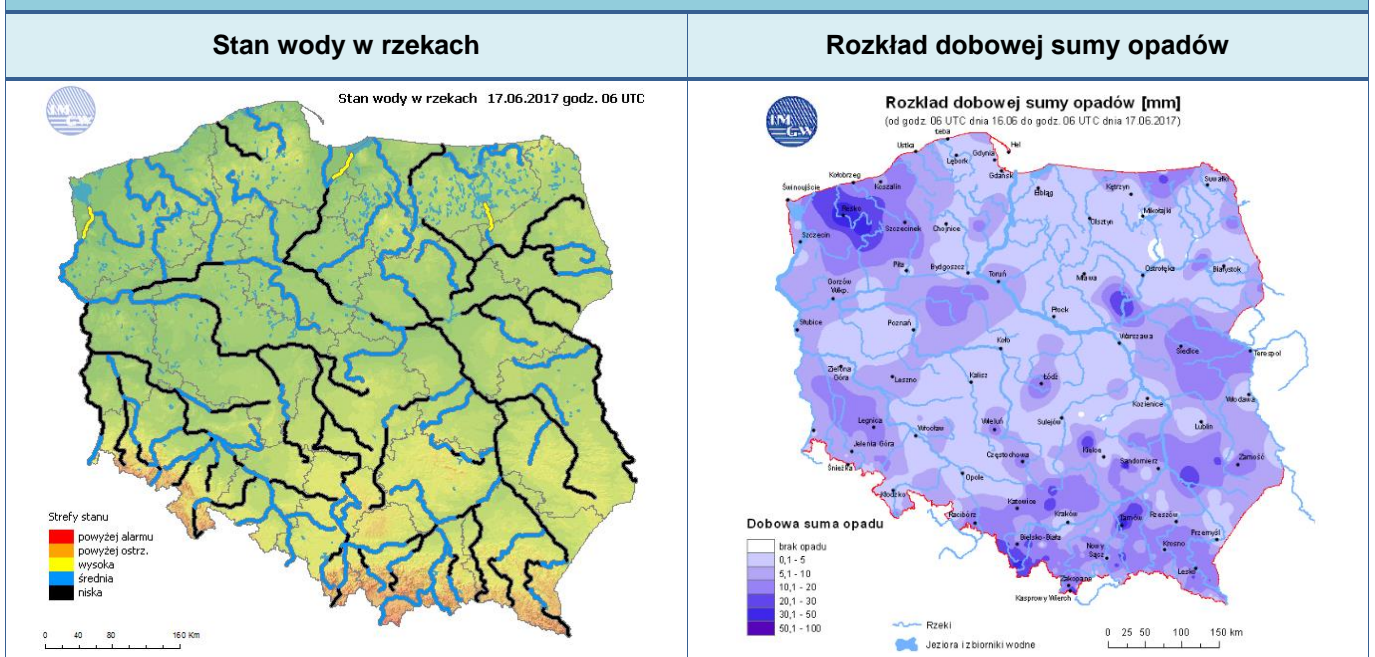 Stan wody w rzekach
Rozkład dobowej sumy opadów
IM
GW
Stan wody w rzekach 17.06.2017 godz. 06 UTC
Strefy stanu
powyżej alarmu
powyżej ostrz.
wysoka
średnia
niska
0 40 80 160 Km
IM
GW
Rozkład dobowej sumy opadów [mm]
(od godz. 06 UTC dnia 16.06 do godz. 06 UTC dnia 17.06.2017)
Łeba
Ustka
Hel
Lębork
Gdynia
Gdańsk
Kołobrzeg
Koszalin
Świnoujście
Elbląg
Kętrzyn
Suwałki
Resko
Mikołajki
Olsztyn
Szczecinek
Chojnice
Szczecin
Piła
Bydgoszcz
Toruń
Mława
Ostrołęka
Białystok
Gorzów
Wlkp.
Płock
Słubice
Poznań
Warszawa
Koło
Siedlce
Terespol
Zielona
Góra
Leszno
Kalisz
Łódź
Kozienice
Włodawa
Legnica
Wrocław
Wieluń
Sulejów
Lublin
Jelenia Góra
Kielce
Sandomierz
Zamość
Śnieżka
Częstochowa
Opole
Kłodzko
Katowice
Racibórz
Kraków
Tarnów
Rzeszów
Przemyśl
Bielsko-Biała
Nowy
Sącz
Krosno
Lesko
Zakopane
Kasprowy Wierch
Dobowa suma opadu
brak opadu
0,1 - 5
5,1 - 10
10,1 - 20
20,1 - 30
30,1 - 50
50,1 - 100
Rzeki
Jeziora i zbiorniki wodne
0 25 50 100 150 km